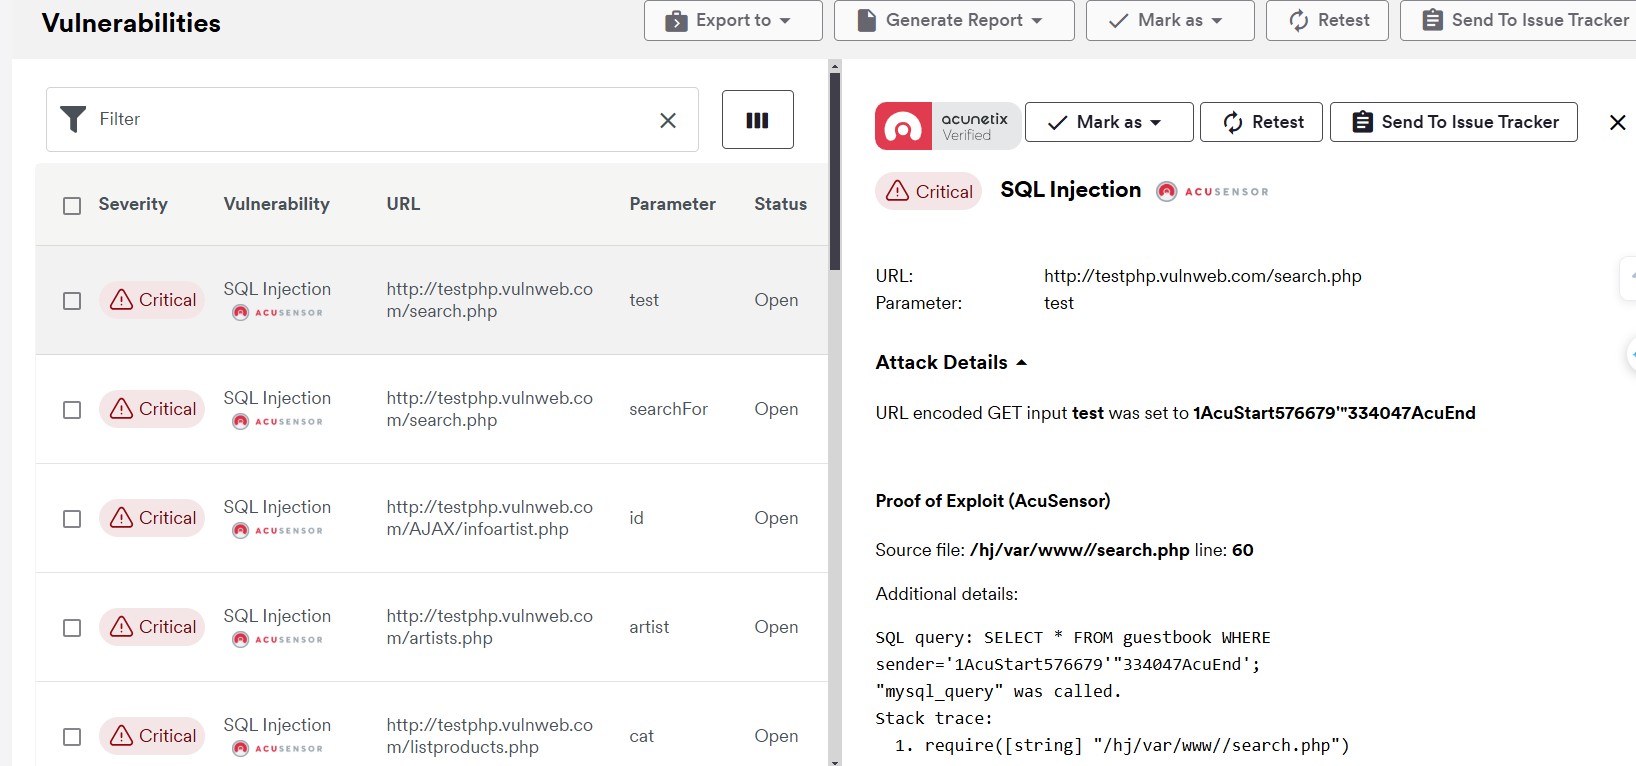 Vulnerabilities
Export to
Generate Report
Mark as
Retest
Send To Issue Tracker
Filter
Severity
Vulnerability
URL
Parameter
Status
Critical
SQL Injection
ACUSENSOR
http://testphp.vulnweb.co
m/search.php
test
Open
Critical
SQL Injection
ACUSENSOR
http://testphp.vulnweb.co
m/search.php
searchFor
Open
Critical
SQL Injection
ACUSENSOR
http://testphp.vulnweb.co
m/AJAX/infoartist.php
id
Open
Critical
SQL Injection
ACUSENSOR
http://testphp.vulnweb.co
m/artists.php
artist
Open
Critical
SQL Injection
ACUSENSOR
http://testphp.vulnweb.co
m/listproducts.php
cat
Open
acunetix
Verified
Mark as
Retest
Send To Issue Tracker
Critical
SQL Injection
ACUSENSOR
URL: http://testphp.vulnweb.com/search.php
Parameter: test
Attack Details
URL encoded GET input test was set to 1AcuStart576679'"334047AcuEnd
Proof of Exploit (AcuSensor)
Source file: /hj/var/www//search.php line: 60
Additional details:
SQL query: SELECT * FROM guestbook WHERE
sender='1AcuStart576679'"334047AcuEnd';
"mysql_query" was called.
Stack trace:
1. require([string] "/hj/var/www//search.php")